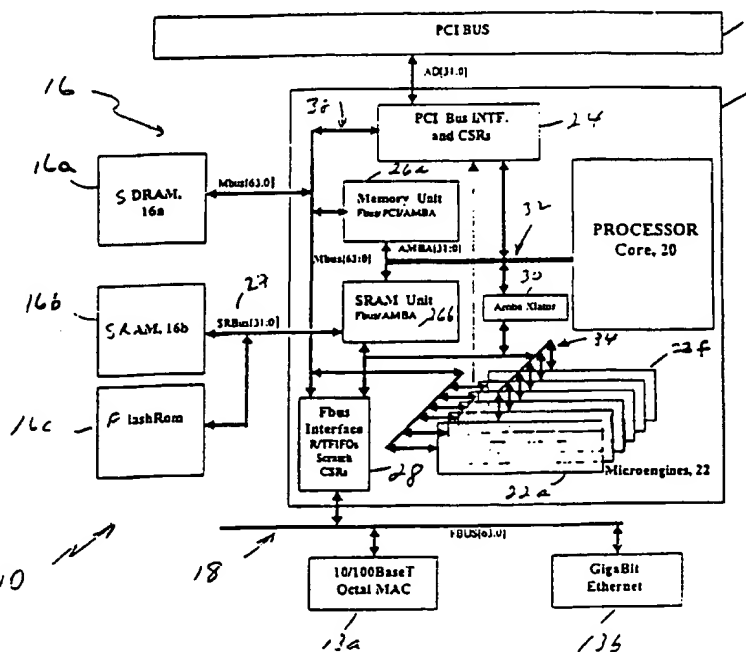 PCI BUS
AD[31:0]
16
38
PCI Bus INTF.
and CSRs
24
16a
SDRAM, 16a
Mbus[63:0]
26a
Memory Unit
Fbus/PCI/AMBA
32
PROCESSOR
Core, 20
AMBA[31:0]
Mbus[63:0]
30
16b
SRAM, 16b
27
SRBus[31:0]
SRAM Unit
Fbus/AMBA
26b
Amba Xlator
34
22f
16c
FlashRom
Fbus
Interface
R/TFIFOs
Scratch
CSRs
28
22a
Microengines, 22
10
18
FBUS[63:0]
10/100BaseT
Octal MAC
GigaBit
Ethernet
13a
13b